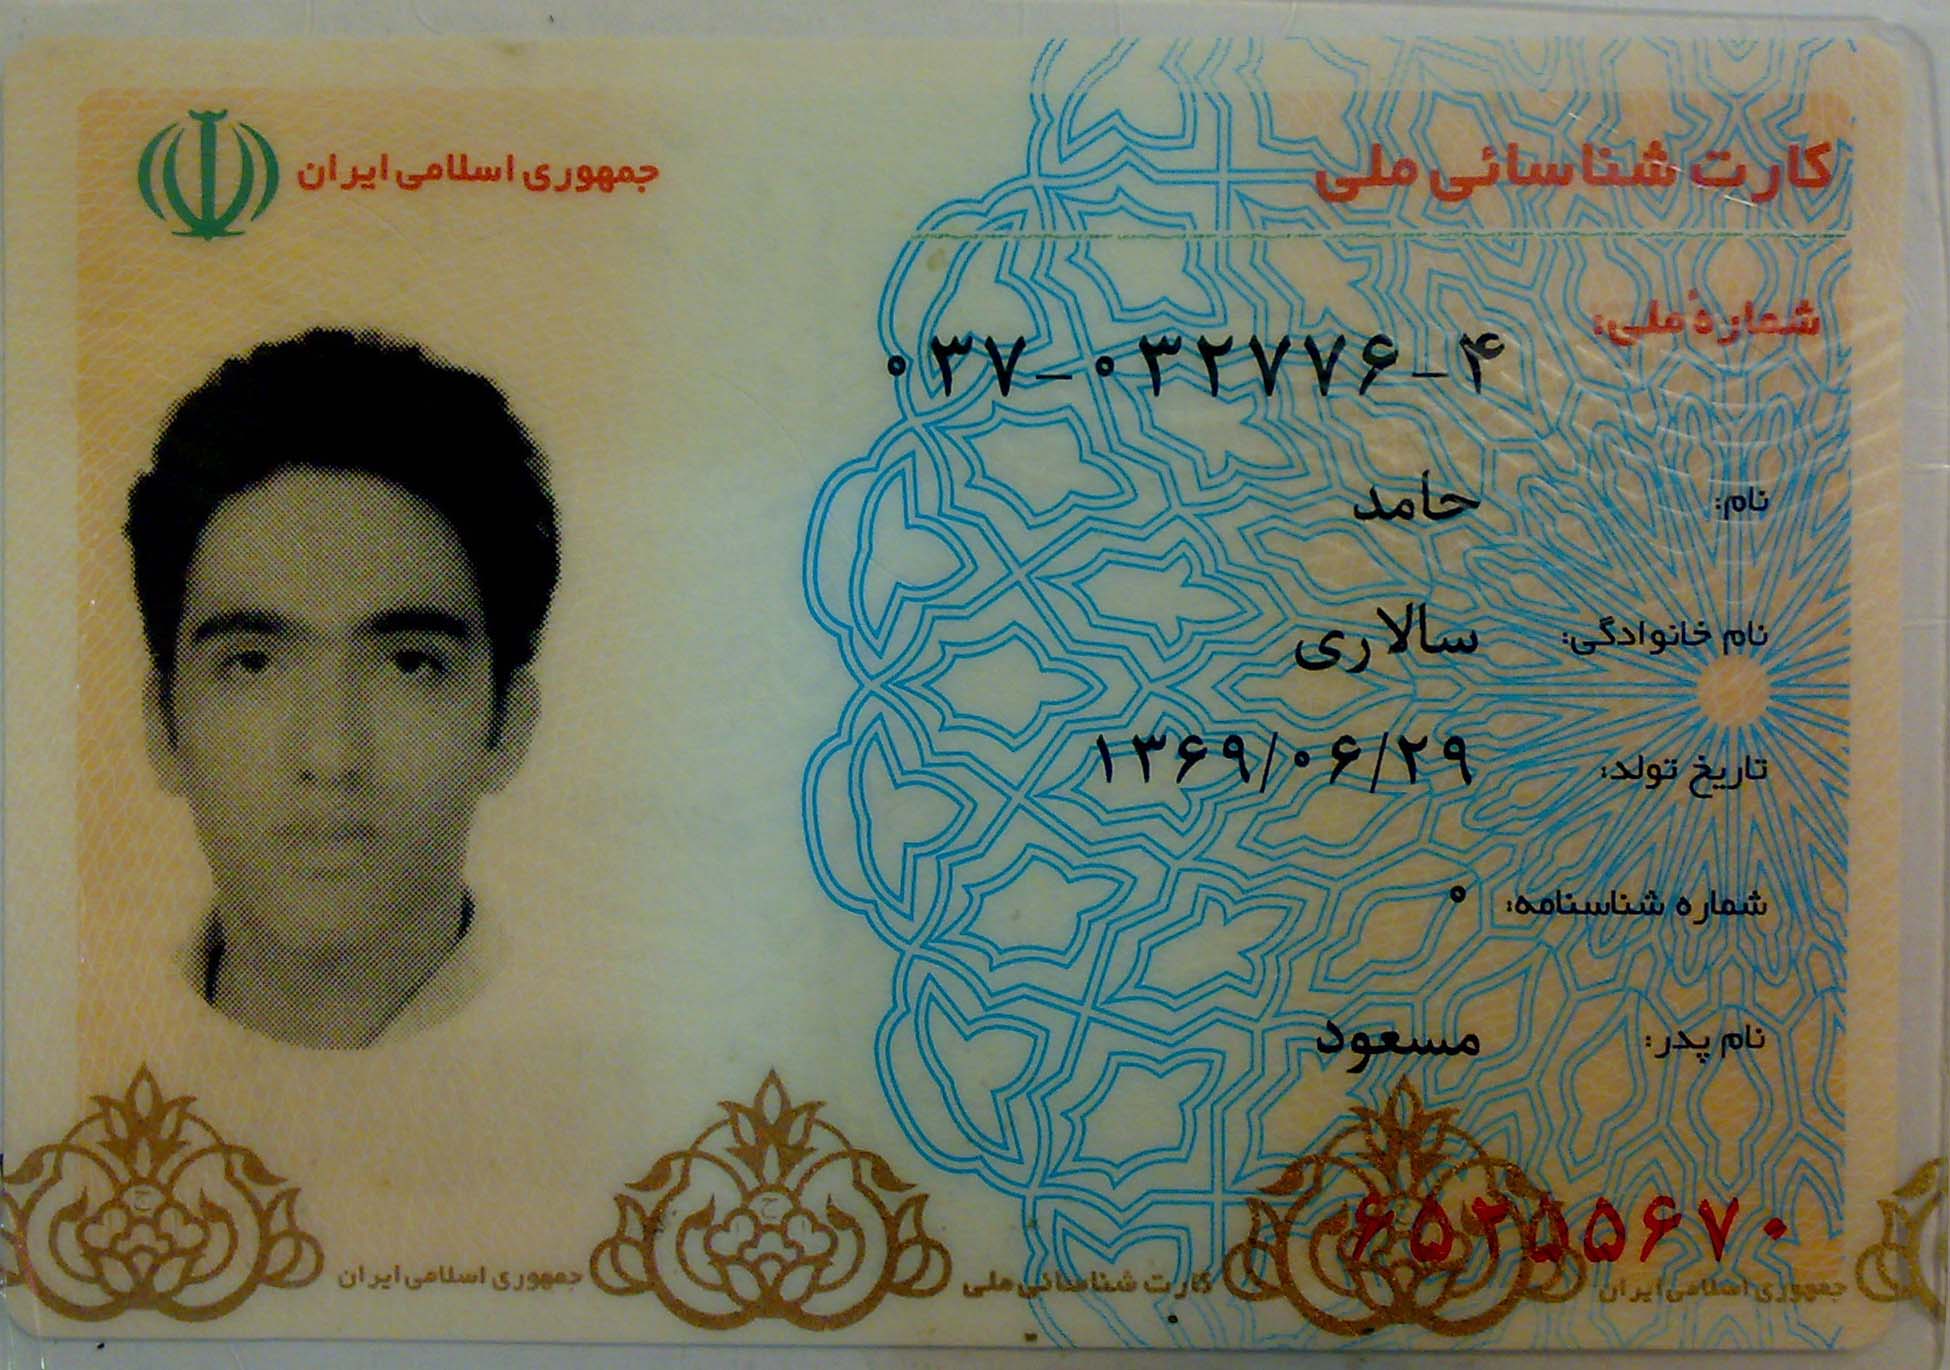 جمهوری اسلامی ایران
کارت شناسائی ملی
شمارهٔ ملی:
۰۳۷-۰۳۲۷۷۶-۴
نام: حامد
نام خانوادگی: سالاری
تاریخ تولد: ۱۳۶۹/۰۶/۲۹
شماره شناسنامه: ۰
نام پدر: مسعود
۶۵۲۵۵۶۷۰
جمهوری اسلامی ایران کارت شناسائی ملی جمهوری اسلامی ایران